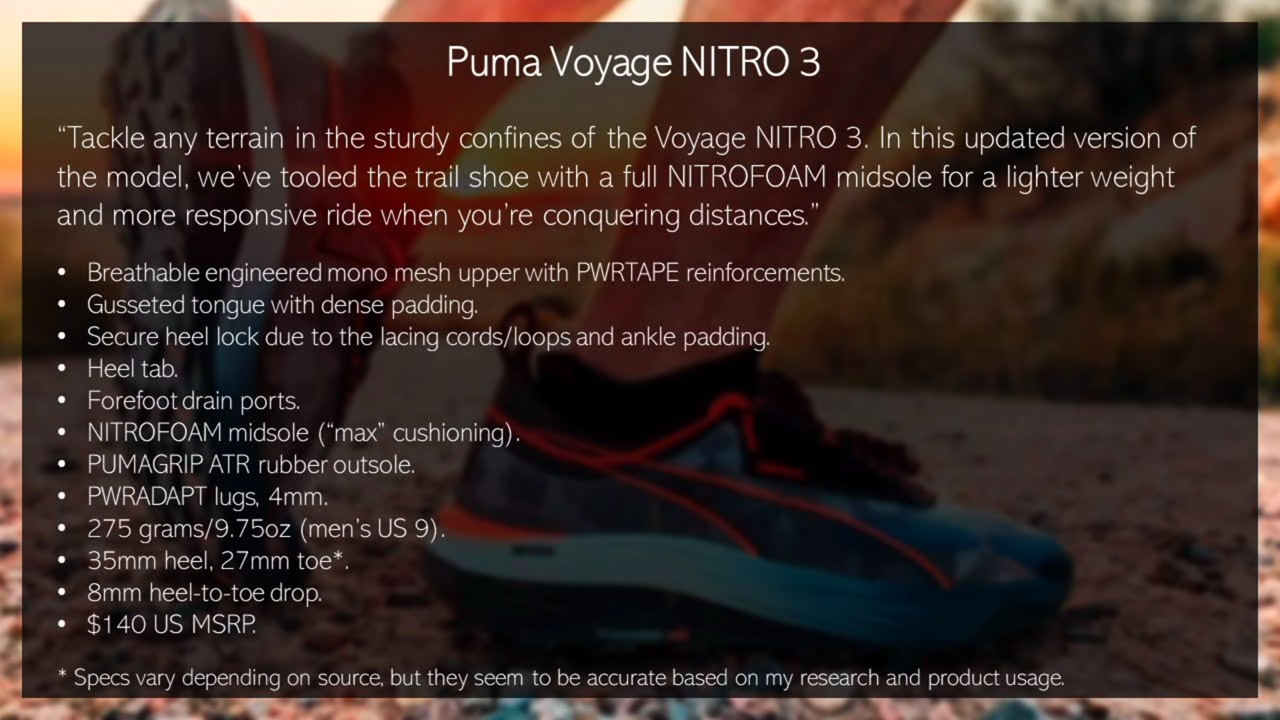 Puma Voyage NITRO 3
“Tackle any terrain in the sturdy confines of the Voyage NITRO 3. In this updated version of
the model, we’ve tooled the trail shoe with a full NITROFOAM midsole for a lighter weight
and more responsive ride when you’re conquering distances.”
• Breathable engineered mono mesh upper with PWRTAPE reinforcements.
• Gusseted tongue with dense padding.
• Secure heel lock due to the lacing cords/loops and ankle padding.
• Heel tab.
• Forefoot drain ports.
• NITROFOAM midsole (“max” cushioning).
• PUMAGRIP ATR rubber outsole.
• PWRADAPT lugs, 4mm.
• 275 grams/9.75oz (men’s US 9).
• 35mm heel, 27mm toe*.
• 8mm heel-to-toe drop.
• $140 US MSRP.
* Specs vary depending on source, but they seem to be accurate based on my research and product usage.